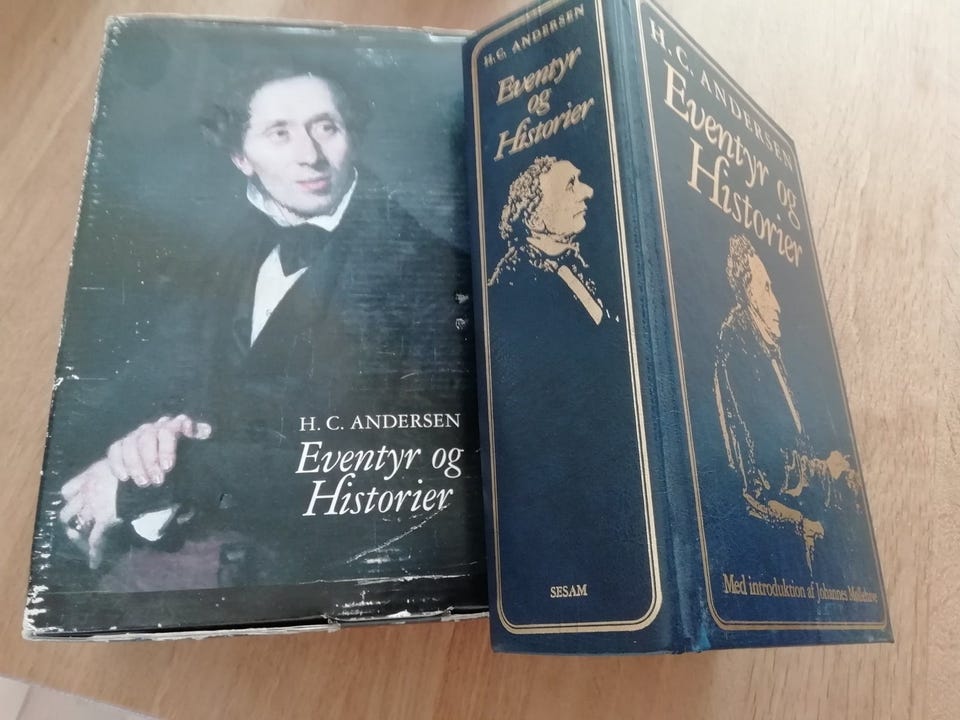 H. C. ANDERSEN
Eventyr og
Historier
H. C. ANDERSEN
Eventyr
og
Historier
SESAM
H. C. ANDERSEN
Eventyr og
Historier
Med introduktion af Johannes Møllehave